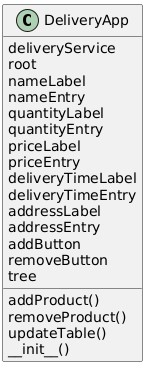 C DeliveryApp
deliveryService
root
nameLabel
nameEntry
quantityLabel
quantityEntry
priceLabel
priceEntry
deliveryTimeLabel
deliveryTimeEntry
addressLabel
addressEntry
addButton
removeButton
tree
addProduct()
removeProduct()
updateTable()
__init__()